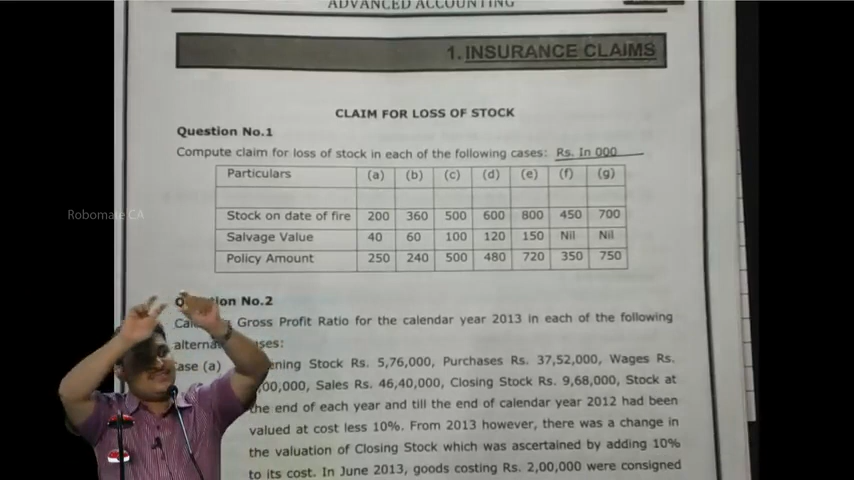 ADVANCED ACCOUNTING
1. INSURANCE CLAIMS
CLAIM FOR LOSS OF STOCK
Question No.1
Compute claim for loss of stock in each of the following cases: Rs. In 000
Particulars (a) (b) (c) (d) (e) (f) (g)
Stock on date of fire 200 360 500 600 800 450 700
Salvage Value 40 60 100 120 150 Nil Nil
Policy Amount 250 240 500 480 720 350 750
Robomate CA
No.2
Gross Profit Ratio for the calendar year 2013 in each of the following
Case (a) Stock Rs. 5,76,000, Purchases Rs. 37,52,000, Wages Rs.
Sales Rs. 46,40,000, Closing Stock Rs. 9,68,000, Stock at
the end of each year and till the end of calendar year 2012 had been
valued at cost less 10%. From 2013 however, there was a change in
the valuation of Closing Stock which was ascertained by adding 10%
to its cost. In June 2013, goods costing Rs. 2,00,000 were consigned